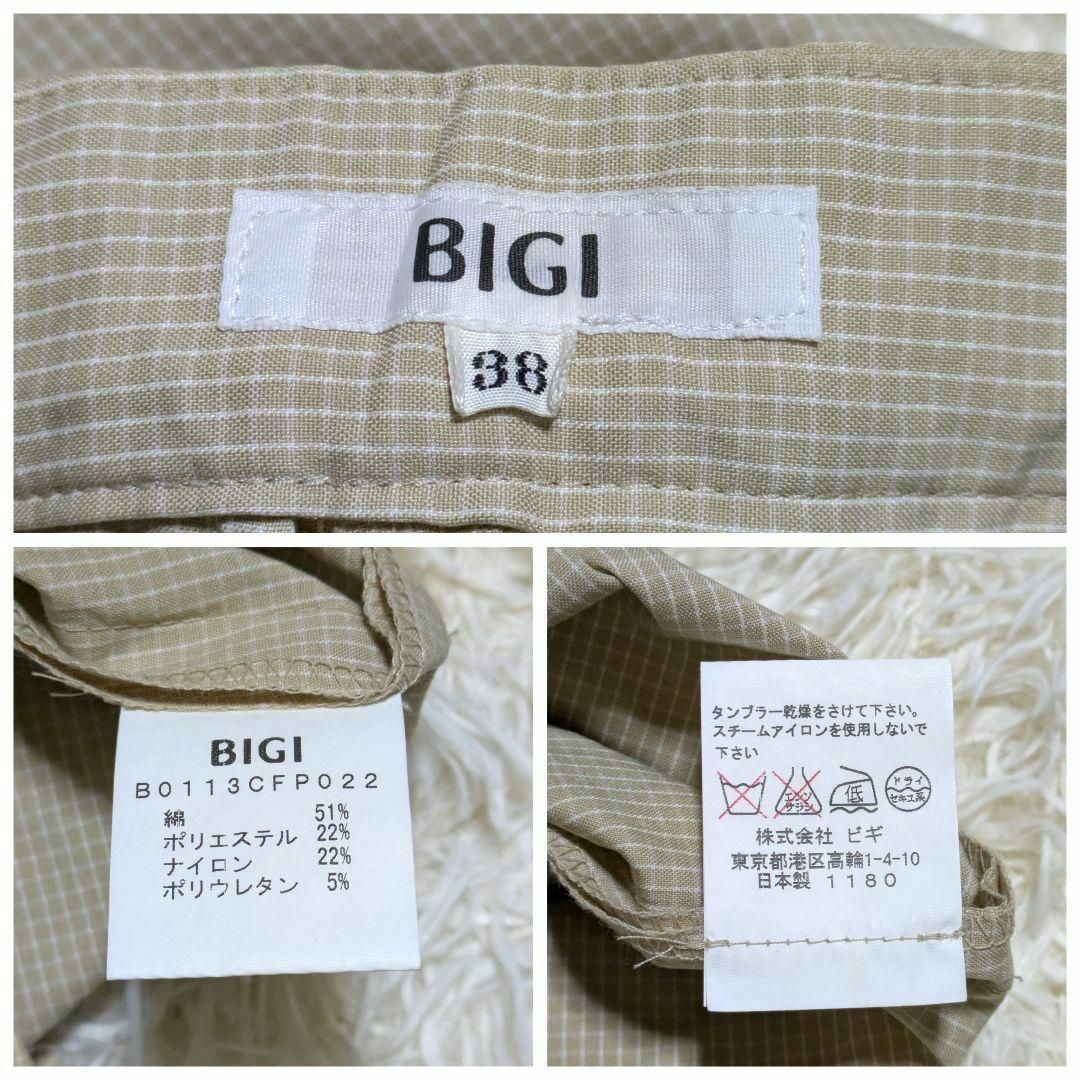 BIGI
38
BIGI
B0113CFP022
綿 51%
ポリエステル 22%
ナイロン 22%
ポリウレタン 5%
タンブラー乾燥をさけて下さい。
スチームアイロンを使用しないで
下さい
エンソ 低 ドライ
サラシ セキユ系
株式会社 ビギ
東京都港区高輪1-4-10
日本製 1180